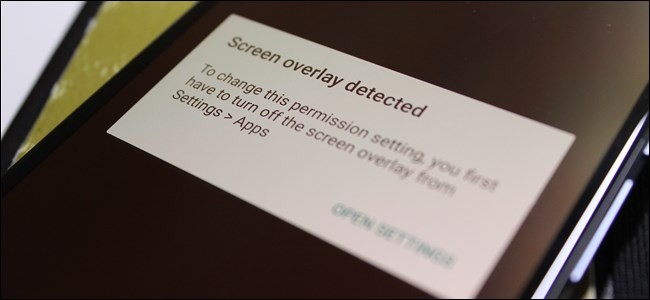 Screen overlay detected
To change this permission setting, you first
have to turn off the screen overlay from
Settings > Apps
OPEN SETTINGS